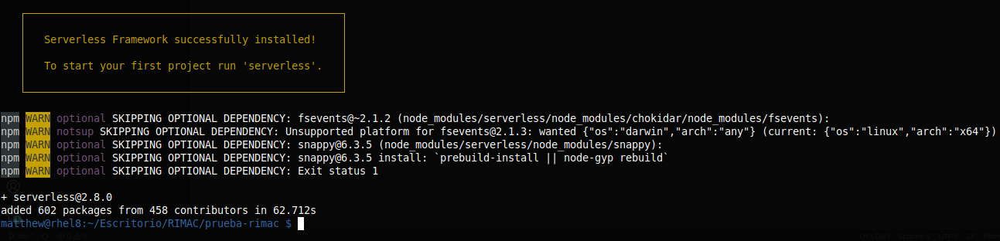 Serverless Framework successfully installed!
To start your first project run 'serverless'.
npm WARN optional SKIPPING OPTIONAL DEPENDENCY: fsevents@~2.1.2 (node_modules/serverless/node_modules/chokidar/node_modules/fsevents):
npm WARN notsup SKIPPING OPTIONAL DEPENDENCY: Unsupported platform for fsevents@2.1.3: wanted {"os":"darwin","arch":"any"} (current: {"os":"linux","arch":"x64"})
npm WARN optional SKIPPING OPTIONAL DEPENDENCY: snappy@6.3.5 (node_modules/serverless/node_modules/snappy):
npm WARN optional SKIPPING OPTIONAL DEPENDENCY: snappy@6.3.5 install: `prebuild-install || node-gyp rebuild`
npm WARN optional SKIPPING OPTIONAL DEPENDENCY: Exit status 1
+ serverless@2.8.0
added 602 packages from 458 contributors in 62.712s
matthew@rhel8:~/Escritorio/RIMAC/prueba-rimac $